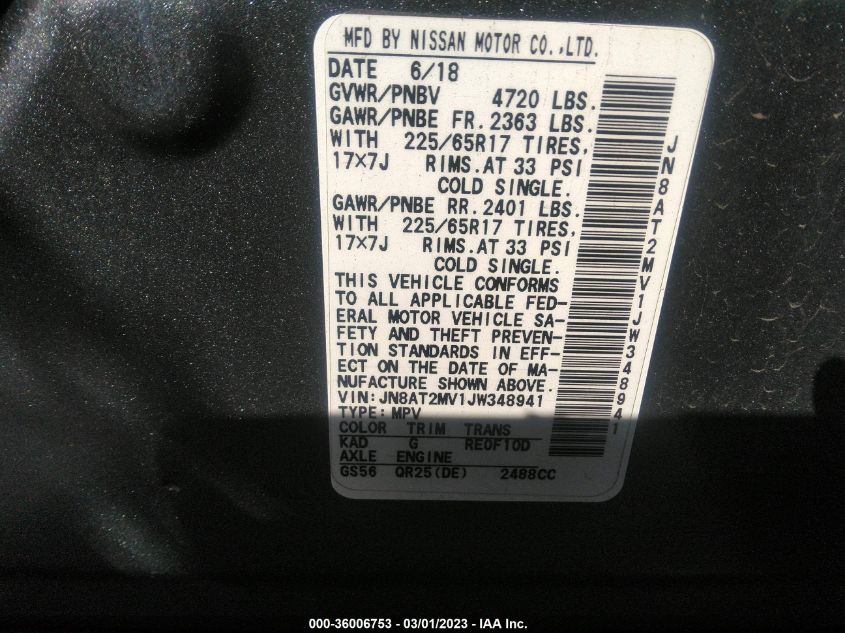 MFD BY NISSAN MOTOR CO.,LTD.
DATE 6/18
GVWR/PNBV 4720 LBS.
GAWR/PNBE FR. 2363 LBS.
WITH 225/65R17 TIRES,
17×7J RIMS.AT 33 PSI
COLD SINGLE.
GAWR/PNBE RR. 2401 LBS.
WITH 225/65R17 TIRES,
17×7J RIMS.AT 33 PSI
COLD SINGLE.
THIS VEHICLE CONFORMS
TO ALL APPLICABLE FED-
ERAL MOTOR VEHICLE SA-
FETY AND THEFT PREVEN-
TION STANDARDS IN EFF-
ECT ON THE DATE OF MA-
NUFACTURE SHOWN ABOVE.
VIN:JN8AT2MV1JW348941
TYPE:MPV
COLOR TRIM TRANS
KAD G RE0F10D
AXLE ENGINE
GS56 QR25(DE) 2488CC
JN8AT2MV1JW348941
000-36006753 - 03/01/2023 - IAA Inc.